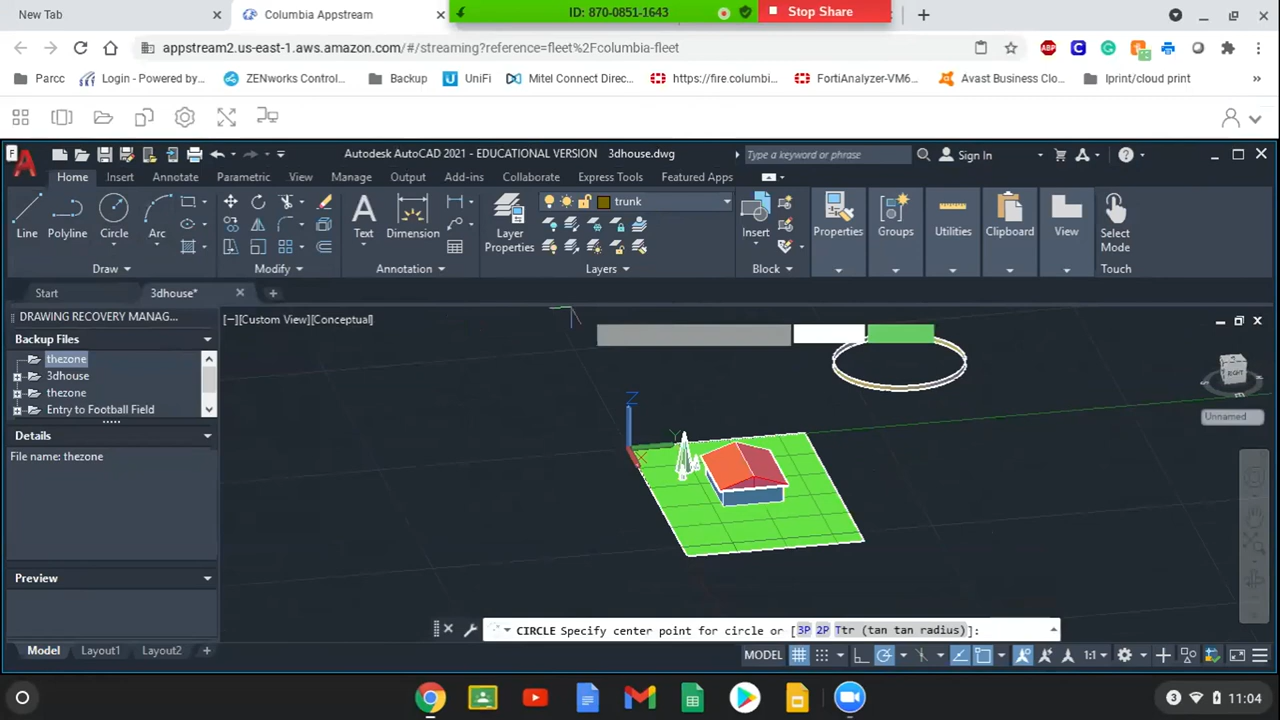 New Tab
Columbia Appstream
ID: 870-0851-1643
Stop Share
appstream2.us-east-1.aws.amazon.com/#/streaming?reference=fleet%2Fcolumbia-fleet
Parcc
Login - Powered by...
ZENworks Control...
Backup
UniFi
Mitel Connect Direc...
https://fire.columbi...
FortiAnalyzer-VM6...
Avast Business Clo...
Iprint/cloud print
Autodesk AutoCAD 2021 - EDUCATIONAL VERSION 3dhouse.dwg
Type a keyword or phrase
Sign In
Home Insert Annotate Parametric View Manage Output Add-ins Collaborate Express Tools Featured Apps
trunk
Line Polyline Circle Arc
Text Dimension
Layer Properties
Insert
Properties Groups Utilities Clipboard View
Select Mode
Draw Modify Annotation Layers Block Touch
Start
3dhouse*
DRAWING RECOVERY MANAG...
Backup Files
thezone
3dhouse
thezone
Entry to Football Field
Details
File name: thezone
Preview
[−][Custom View][Conceptual]
Z
Y
X
RIGHT
Unnamed
CIRCLE Specify center point for circle or [3P 2P Ttr (tan tan radius)]:
Model Layout1 Layout2
MODEL
1:1
3
11:04